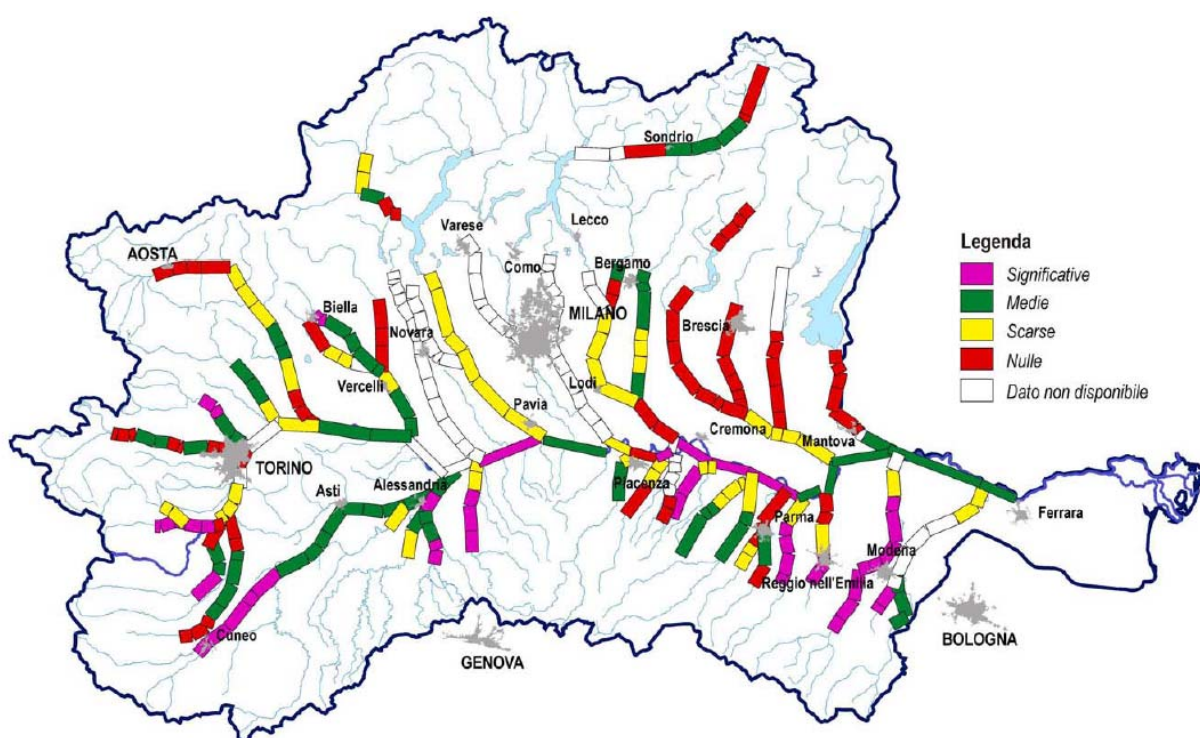 Sondrio
Lecco
Varese
AOSTA
Como
Bergamo
Legenda
Significative
Medie
Scarse
Nulle
Dato non disponibile
Biella
MILANO
Novara
Brescia
Vercelli
Lodi
Pavia
Cremona
Mantova
TORINO
Asti
Alessandria
Piacenza
Ferrara
Parma
Modena
Reggio nell'Emilia
Cuneo
GENOVA
BOLOGNA